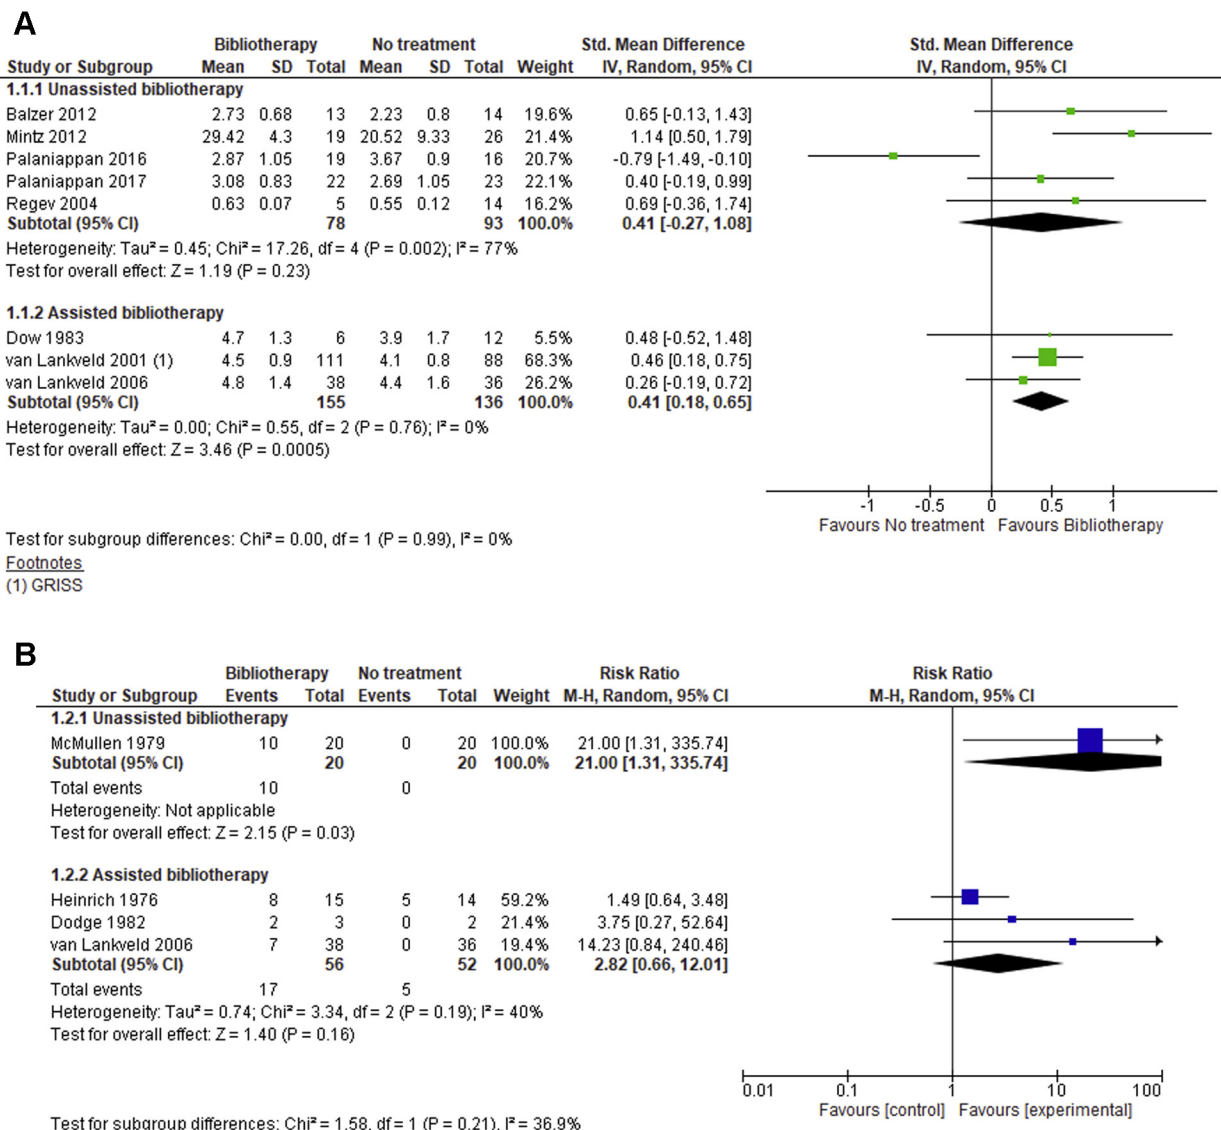 A
Bibliotherapy No treatment Std. Mean Difference Std. Mean Difference
Study or Subgroup Mean SD Total Mean SD Total Weight IV, Random, 95% CI IV, Random, 95% CI
1.1.1 Unassisted bibliotherapy
Balzer 2012 2.73 0.68 13 2.23 0.8 14 19.6% 0.65 [-0.13, 1.43]
Mintz 2012 29.42 4.3 19 20.52 9.33 26 21.4% 1.14 [0.50, 1.79]
Palaniappan 2016 2.87 1.05 19 3.67 0.9 16 20.7% -0.79 [-1.49, -0.10]
Palaniappan 2017 3.08 0.83 22 2.69 1.05 23 22.1% 0.40 [-0.19, 0.99]
Regev 2004 0.63 0.07 5 0.55 0.12 14 16.2% 0.69 [-0.36, 1.74]
Subtotal (95% CI) 78 93 100.0% 0.41 [-0.27, 1.08]
Heterogeneity: Tau² = 0.45; Chi² = 17.26, df = 4 (P = 0.002); I² = 77%
Test for overall effect: Z = 1.19 (P = 0.23)
1.1.2 Assisted bibliotherapy
Dow 1983 4.7 1.3 6 3.9 1.7 12 5.5% 0.48 [-0.52, 1.48]
van Lankveld 2001 (1) 4.5 0.9 111 4.1 0.8 88 68.3% 0.46 [0.18, 0.75]
van Lankveld 2006 4.8 1.4 38 4.4 1.6 36 26.2% 0.26 [-0.19, 0.72]
Subtotal (95% CI) 155 136 100.0% 0.41 [0.18, 0.65]
Heterogeneity: Tau² = 0.00; Chi² = 0.55, df = 2 (P = 0.76); I² = 0%
Test for overall effect: Z = 3.46 (P = 0.0005)
-1 -0.5 0 0.5 1
Favours No treatment Favours Bibliotherapy
Test for subgroup differences: Chi² = 0.00, df = 1 (P = 0.99), I² = 0%
Footnotes
(1) GRISS
B
Bibliotherapy No treatment Risk Ratio Risk Ratio
Study or Subgroup Events Total Events Total Weight M-H, Random, 95% CI M-H, Random, 95% CI
1.2.1 Unassisted bibliotherapy
McMullen 1979 10 20 0 20 100.0% 21.00 [1.31, 335.74]
Subtotal (95% CI) 20 20 100.0% 21.00 [1.31, 335.74]
Total events 10 0
Heterogeneity: Not applicable
Test for overall effect: Z = 2.15 (P = 0.03)
1.2.2 Assisted bibliotherapy
Heinrich 1976 8 15 5 14 59.2% 1.49 [0.64, 3.48]
Dodge 1982 2 3 0 2 21.4% 3.75 [0.27, 52.64]
van Lankveld 2006 7 38 0 36 19.4% 14.23 [0.84, 240.46]
Subtotal (95% CI) 56 52 100.0% 2.82 [0.66, 12.01]
Total events 17 5
Heterogeneity: Tau² = 0.74; Chi² = 3.34, df = 2 (P = 0.19); I² = 40%
Test for overall effect: Z = 1.40 (P = 0.16)
0.01 0.1 1 10 100
Favours [control] Favours [experimental]
Test for subgroup differences: Chi² = 1.58, df = 1 (P = 0.21), I² = 36.9%